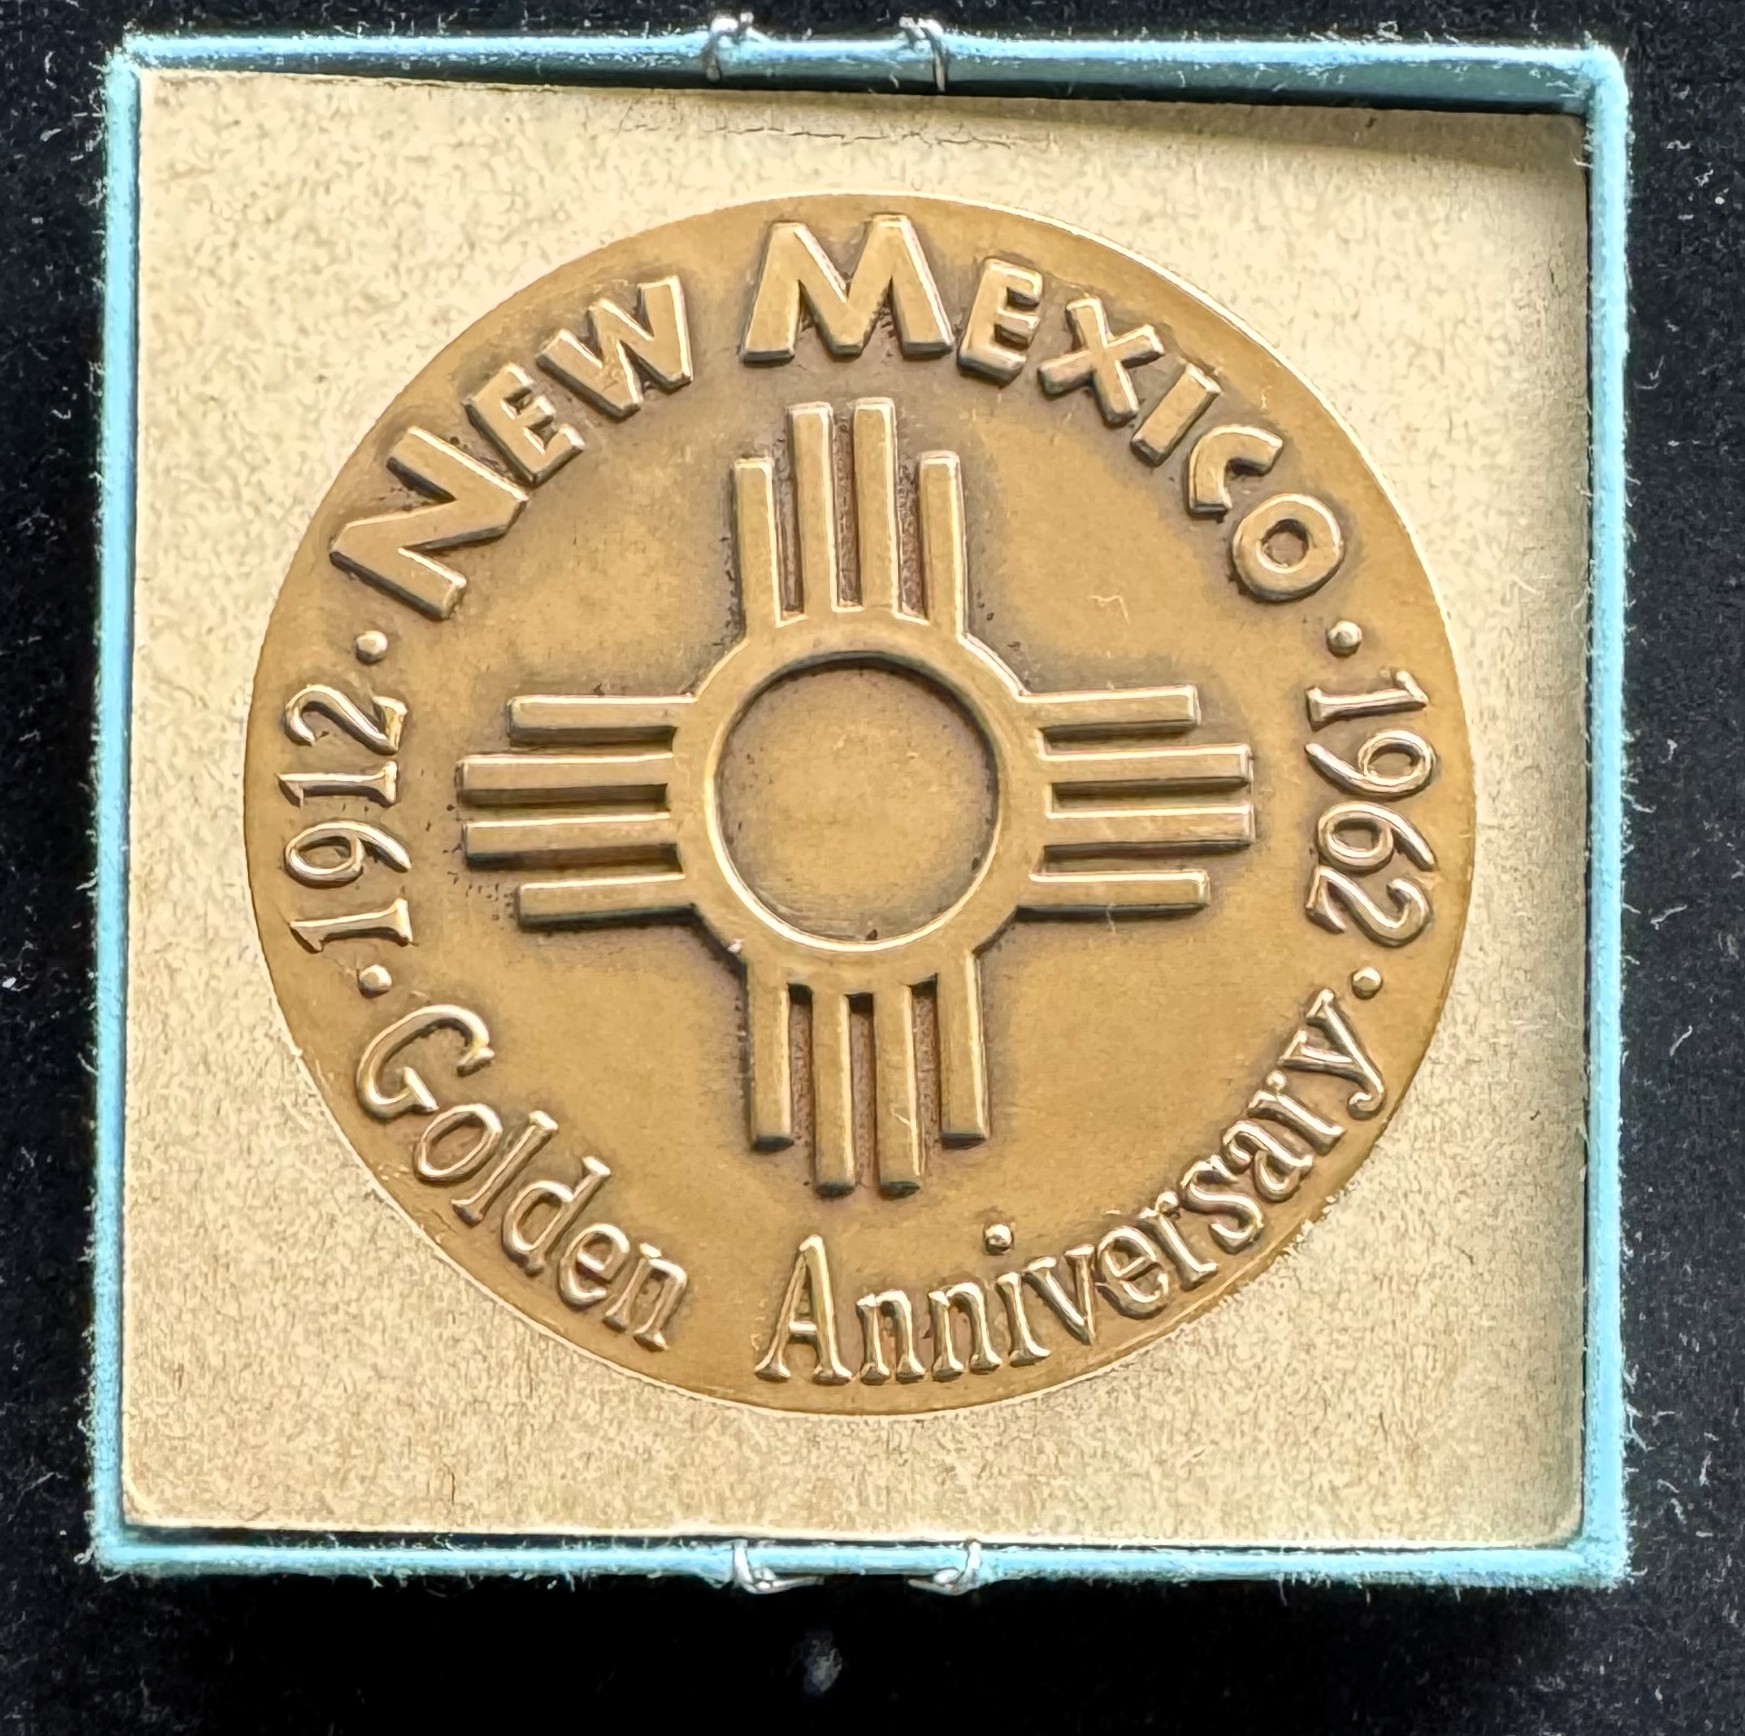 New Mexico
· 1912 ·
· 1962 ·
Golden Anniversary